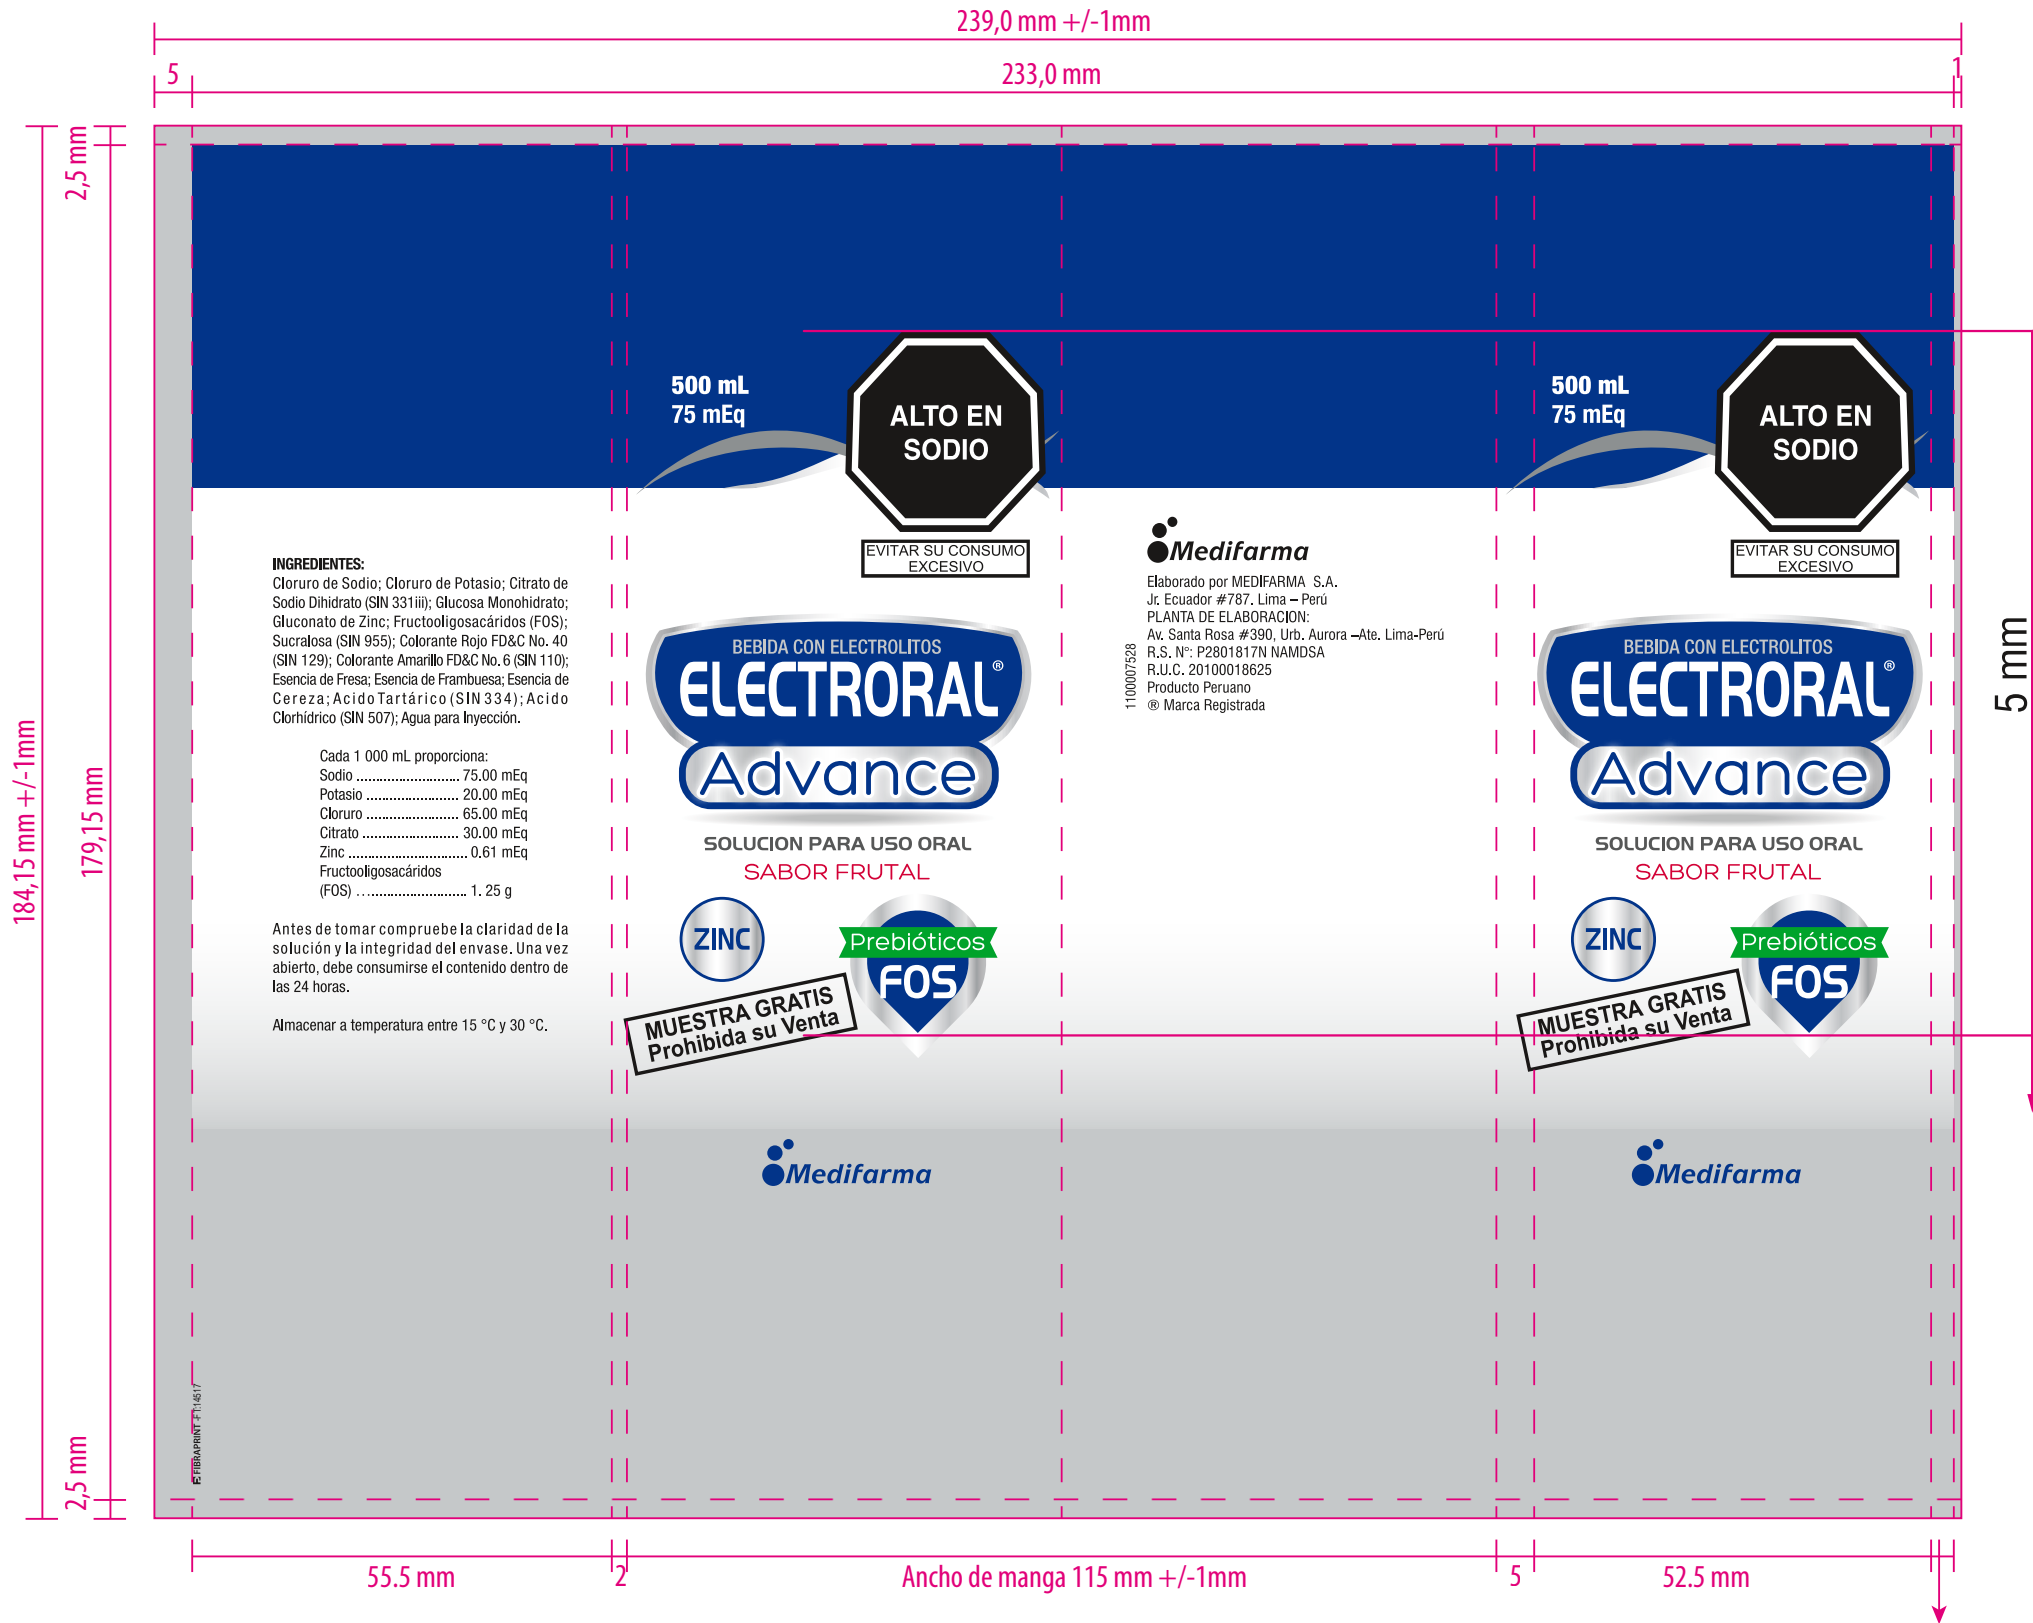 239,0 mm +/-1mm
5
233,0 mm
1
2,5 mm
184,15 mm +/-1mm
179,15 mm
2,5 mm
INGREDIENTES:
Cloruro de Sodio; Cloruro de Potasio; Citrato de
Sodio Dihidrato (SIN 331iii); Glucosa Monohidrato;
Gluconato de Zinc; Fructooligosacáridos (FOS);
Sucralosa (SIN 955); Colorante Rojo FD&C No. 40
(SIN 129); Colorante Amarillo FD&C No. 6 (SIN 110);
Esencia de Fresa; Esencia de Frambuesa; Esencia de
Cereza; Acido Tartárico (SIN 334); Acido
Clorhídrico (SIN 507); Agua para Inyección.
Cada 1 000 mL proporciona:
Sodio .......................... 75.00 mEq
Potasio ....................... 20.00 mEq
Cloruro ....................... 65.00 mEq
Citrato ........................ 30.00 mEq
Zinc .............................. 0.61 mEq
Fructooligosacáridos
(FOS) ............................ 1. 25 g
Antes de tomar compruebe la claridad de la
solución y la integridad del envase. Una vez
abierto, debe consumirse el contenido dentro de
las 24 horas.
Almacenar a temperatura entre 15 °C y 30 °C.
FIBRAPRINT -FT:14517
500 mL
75 mEq
ALTO EN
SODIO
EVITAR SU CONSUMO
EXCESIVO
BEBIDA CON ELECTROLITOS
ELECTRORAL®
Advance
SOLUCION PARA USO ORAL
SABOR FRUTAL
ZINC
Prebióticos
FOS
MUESTRA GRATIS
Prohibida su Venta
Medifarma
Medifarma
Elaborado por MEDIFARMA S.A.
Jr. Ecuador #787. Lima – Perú
PLANTA DE ELABORACION:
Av. Santa Rosa #390, Urb. Aurora –Ate. Lima-Perú
R.S. N°: P2801817N NAMDSA
R.U.C. 20100018625
Producto Peruano
® Marca Registrada
1100007528
500 mL
75 mEq
ALTO EN
SODIO
EVITAR SU CONSUMO
EXCESIVO
BEBIDA CON ELECTROLITOS
ELECTRORAL®
Advance
SOLUCION PARA USO ORAL
SABOR FRUTAL
ZINC
Prebióticos
FOS
MUESTRA GRATIS
Prohibida su Venta
Medifarma
5 mm
55.5 mm
2
Ancho de manga 115 mm +/-1mm
5
52.5 mm